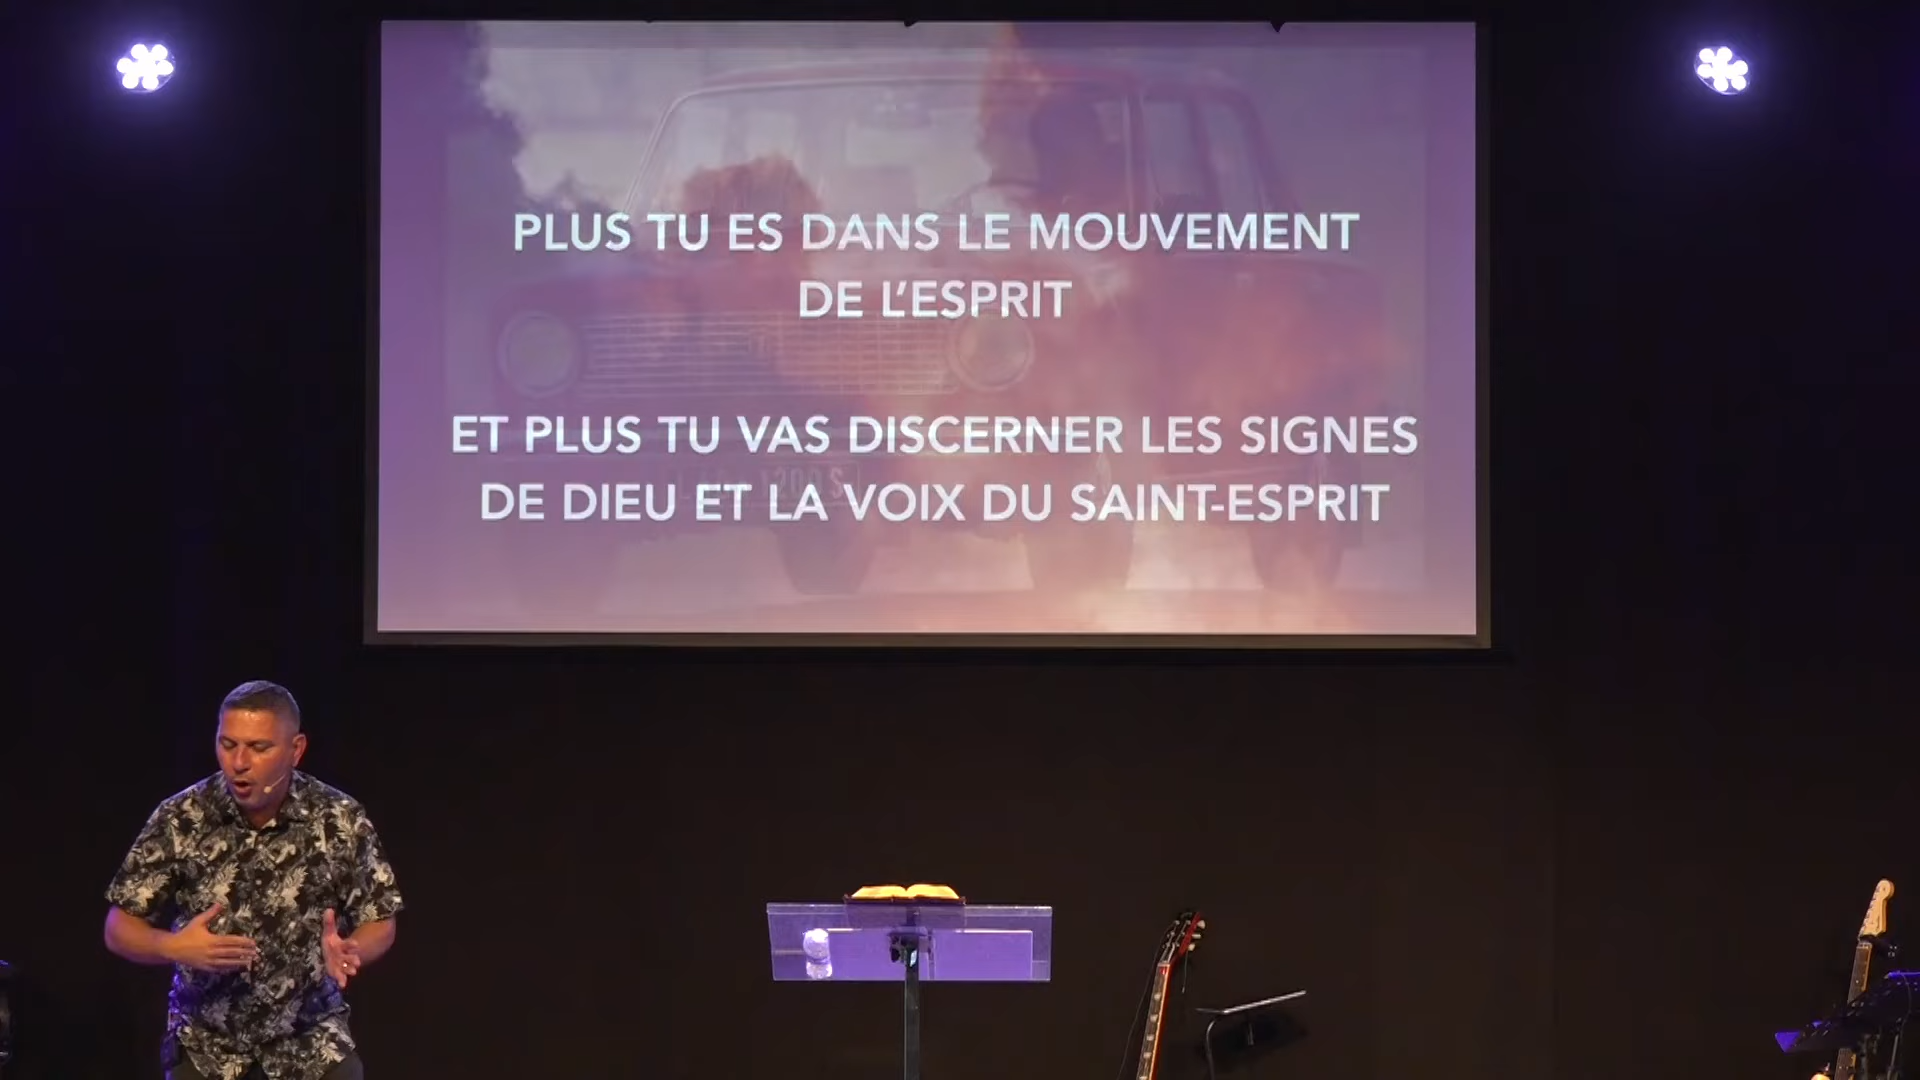 PLUS TU ES DANS LE MOUVEMENT
DE L'ESPRIT
ET PLUS TU VAS DISCERNER LES SIGNES
DE DIEU ET LA VOIX DU SAINT-ESPRIT